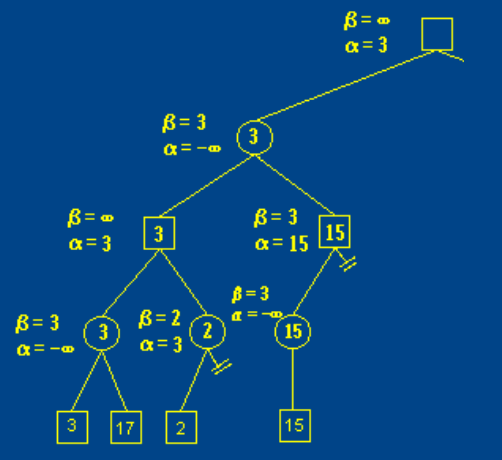 β = ∞
α = 3
β = 3
α = -∞
3
β = ∞
α = 3
3
β = 3
α = 15
15
β = 3
α = -∞
3
β = 2
α = 3
2
β = 3
α = -∞
15
3
17
2
15